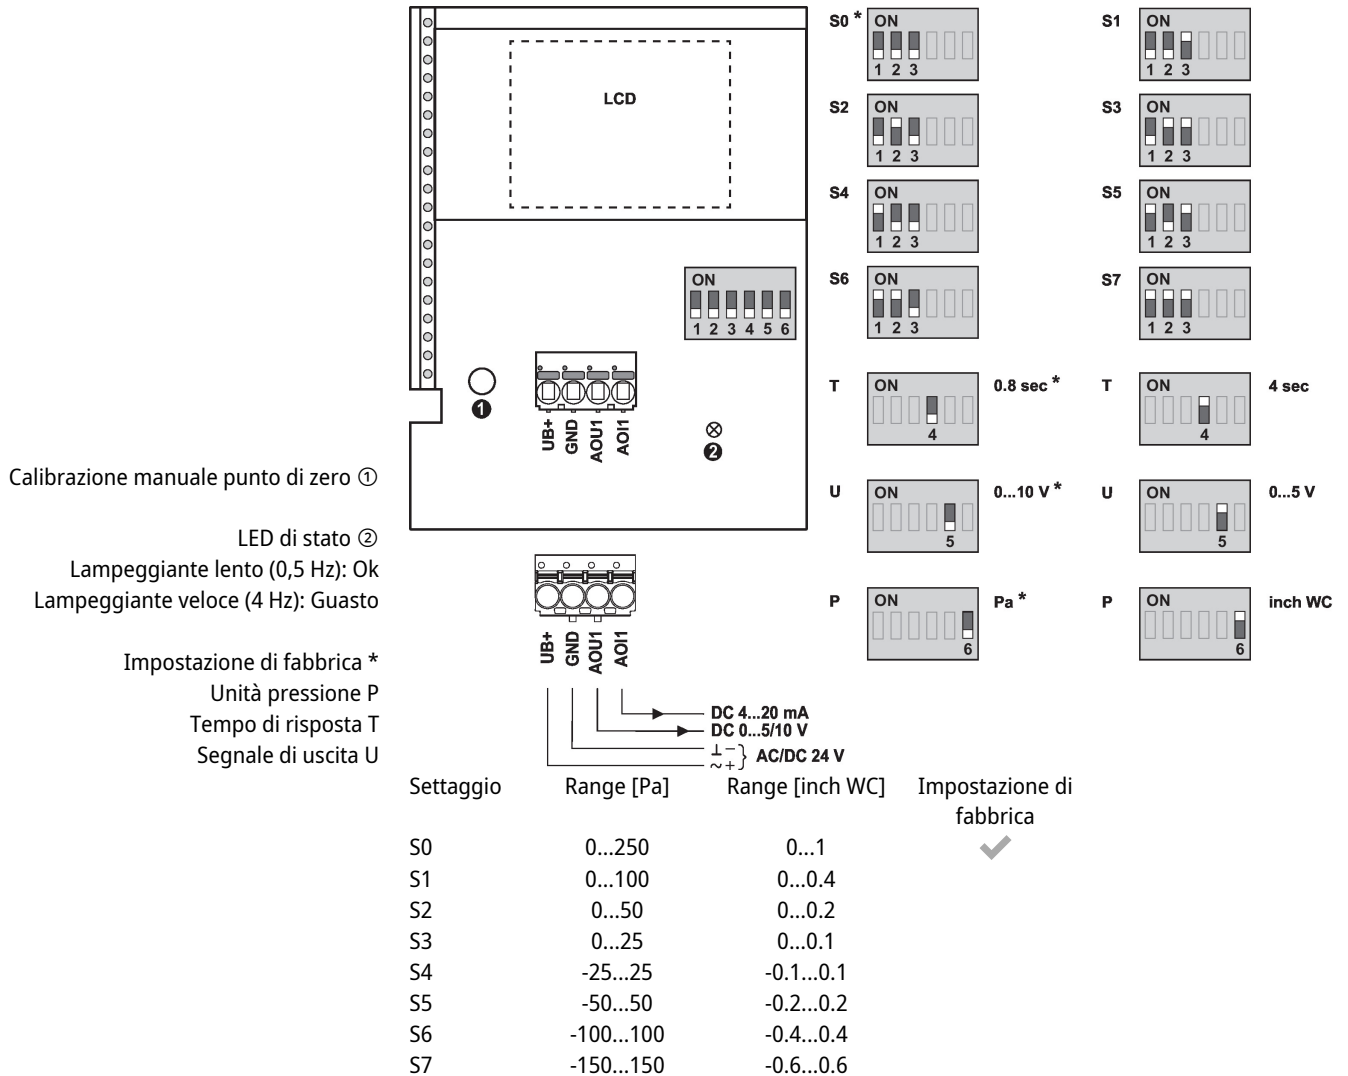 LCD
ON
1 2 3 4 5 6
❶
UB+
GND
AOU1
AOI1
❷
S0 *
ON
1 2 3
S1
ON
1 2 3
S2
ON
1 2 3
S3
ON
1 2 3
S4
ON
1 2 3
S5
ON
1 2 3
S6
ON
1 2 3
S7
ON
1 2 3
T
ON
4
0.8 sec *
T
ON
4
4 sec
U
ON
5
0...10 V *
U
ON
5
0...5 V
P
ON
6
Pa *
P
ON
6
inch WC
Calibrazione manuale punto di zero ①
LED di stato ②
Lampeggiante lento (0,5 Hz): Ok
Lampeggiante veloce (4 Hz): Guasto
Impostazione di fabbrica *
Unità pressione P
Tempo di risposta T
Segnale di uscita U
UB+
GND
AOU1
AOI1
DC 4...20 mA
DC 0...5/10 V
⊥ –
~ + } AC/DC 24 V
Settaggio Range [Pa] Range [inch WC] Impostazione di
fabbrica
S0 0...250 0...1 ✔
S1 0...100 0...0.4
S2 0...50 0...0.2
S3 0...25 0...0.1
S4 -25...25 -0.1...0.1
S5 -50...50 -0.2...0.2
S6 -100...100 -0.4...0.4
S7 -150...150 -0.6...0.6